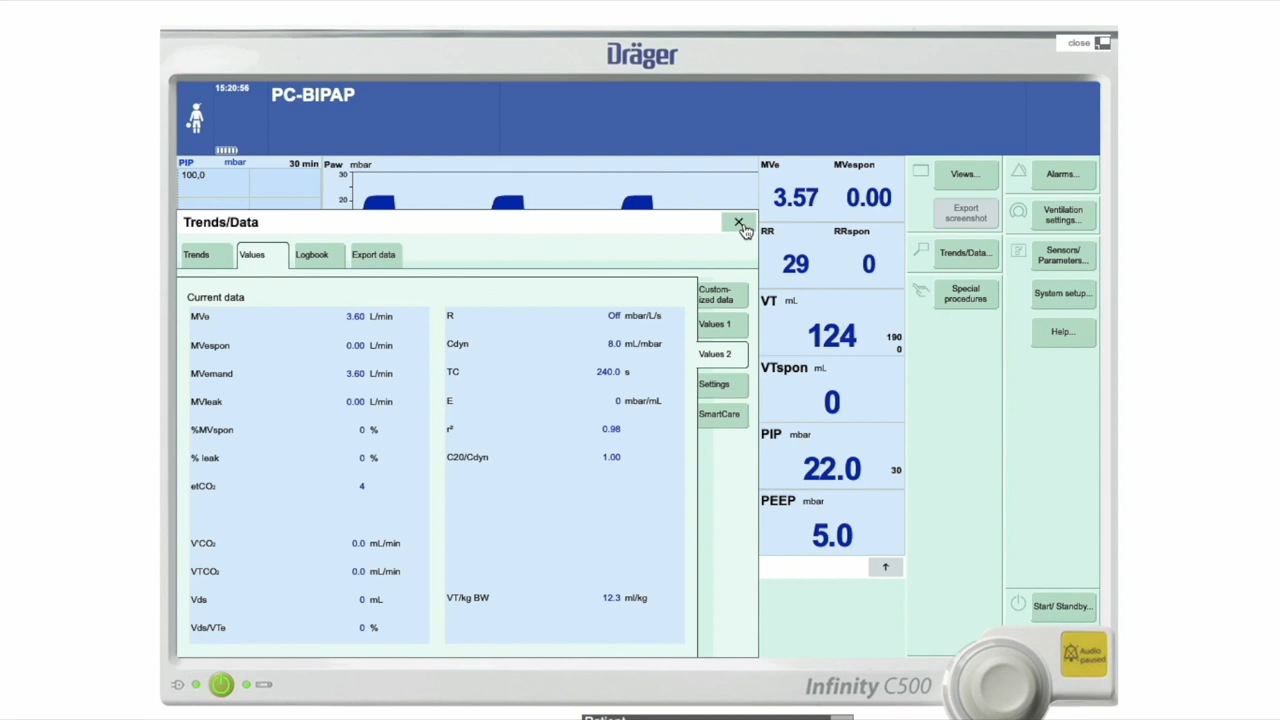 close
Dräger
15:20:56
PC-BIPAP
PIP mbar 30 min
100,0
Paw mbar
30
20
Trends/Data
Trends Values Logbook Export data
Current data
MVe 3.60 L/min
MVespon 0.00 L/min
MVemand 3.60 L/min
MVleak 0.00 L/min
%MVspon 0 %
% leak 0 %
etCO₂ 4
V'CO₂ 0.0 mL/min
VTCO₂ 0.0 mL/min
Vds 0 mL
Vds/VTe 0 %
R Off mbar/L/s
Cdyn 8.0 mL/mbar
TC 240.0 s
E 0 mbar/mL
r² 0.98
C20/Cdyn 1.00
VT/kg BW 12.3 ml/kg
Custom-
ized data
Values 1
Values 2
Settings
SmartCare
MVe MVespon
3.57 0.00
RR RRspon
29 0
VT mL
124 190
0
VTspon mL
0
PIP mbar
22.0 30
PEEP mbar
5.0
Views...
Export
screenshot
Trends/Data...
Special
procedures
Alarms...
Ventilation
settings...
Sensors/
Parameters...
System setup...
Help...
Start/ Standby...
Audio
paused
Infinity C500
Patient